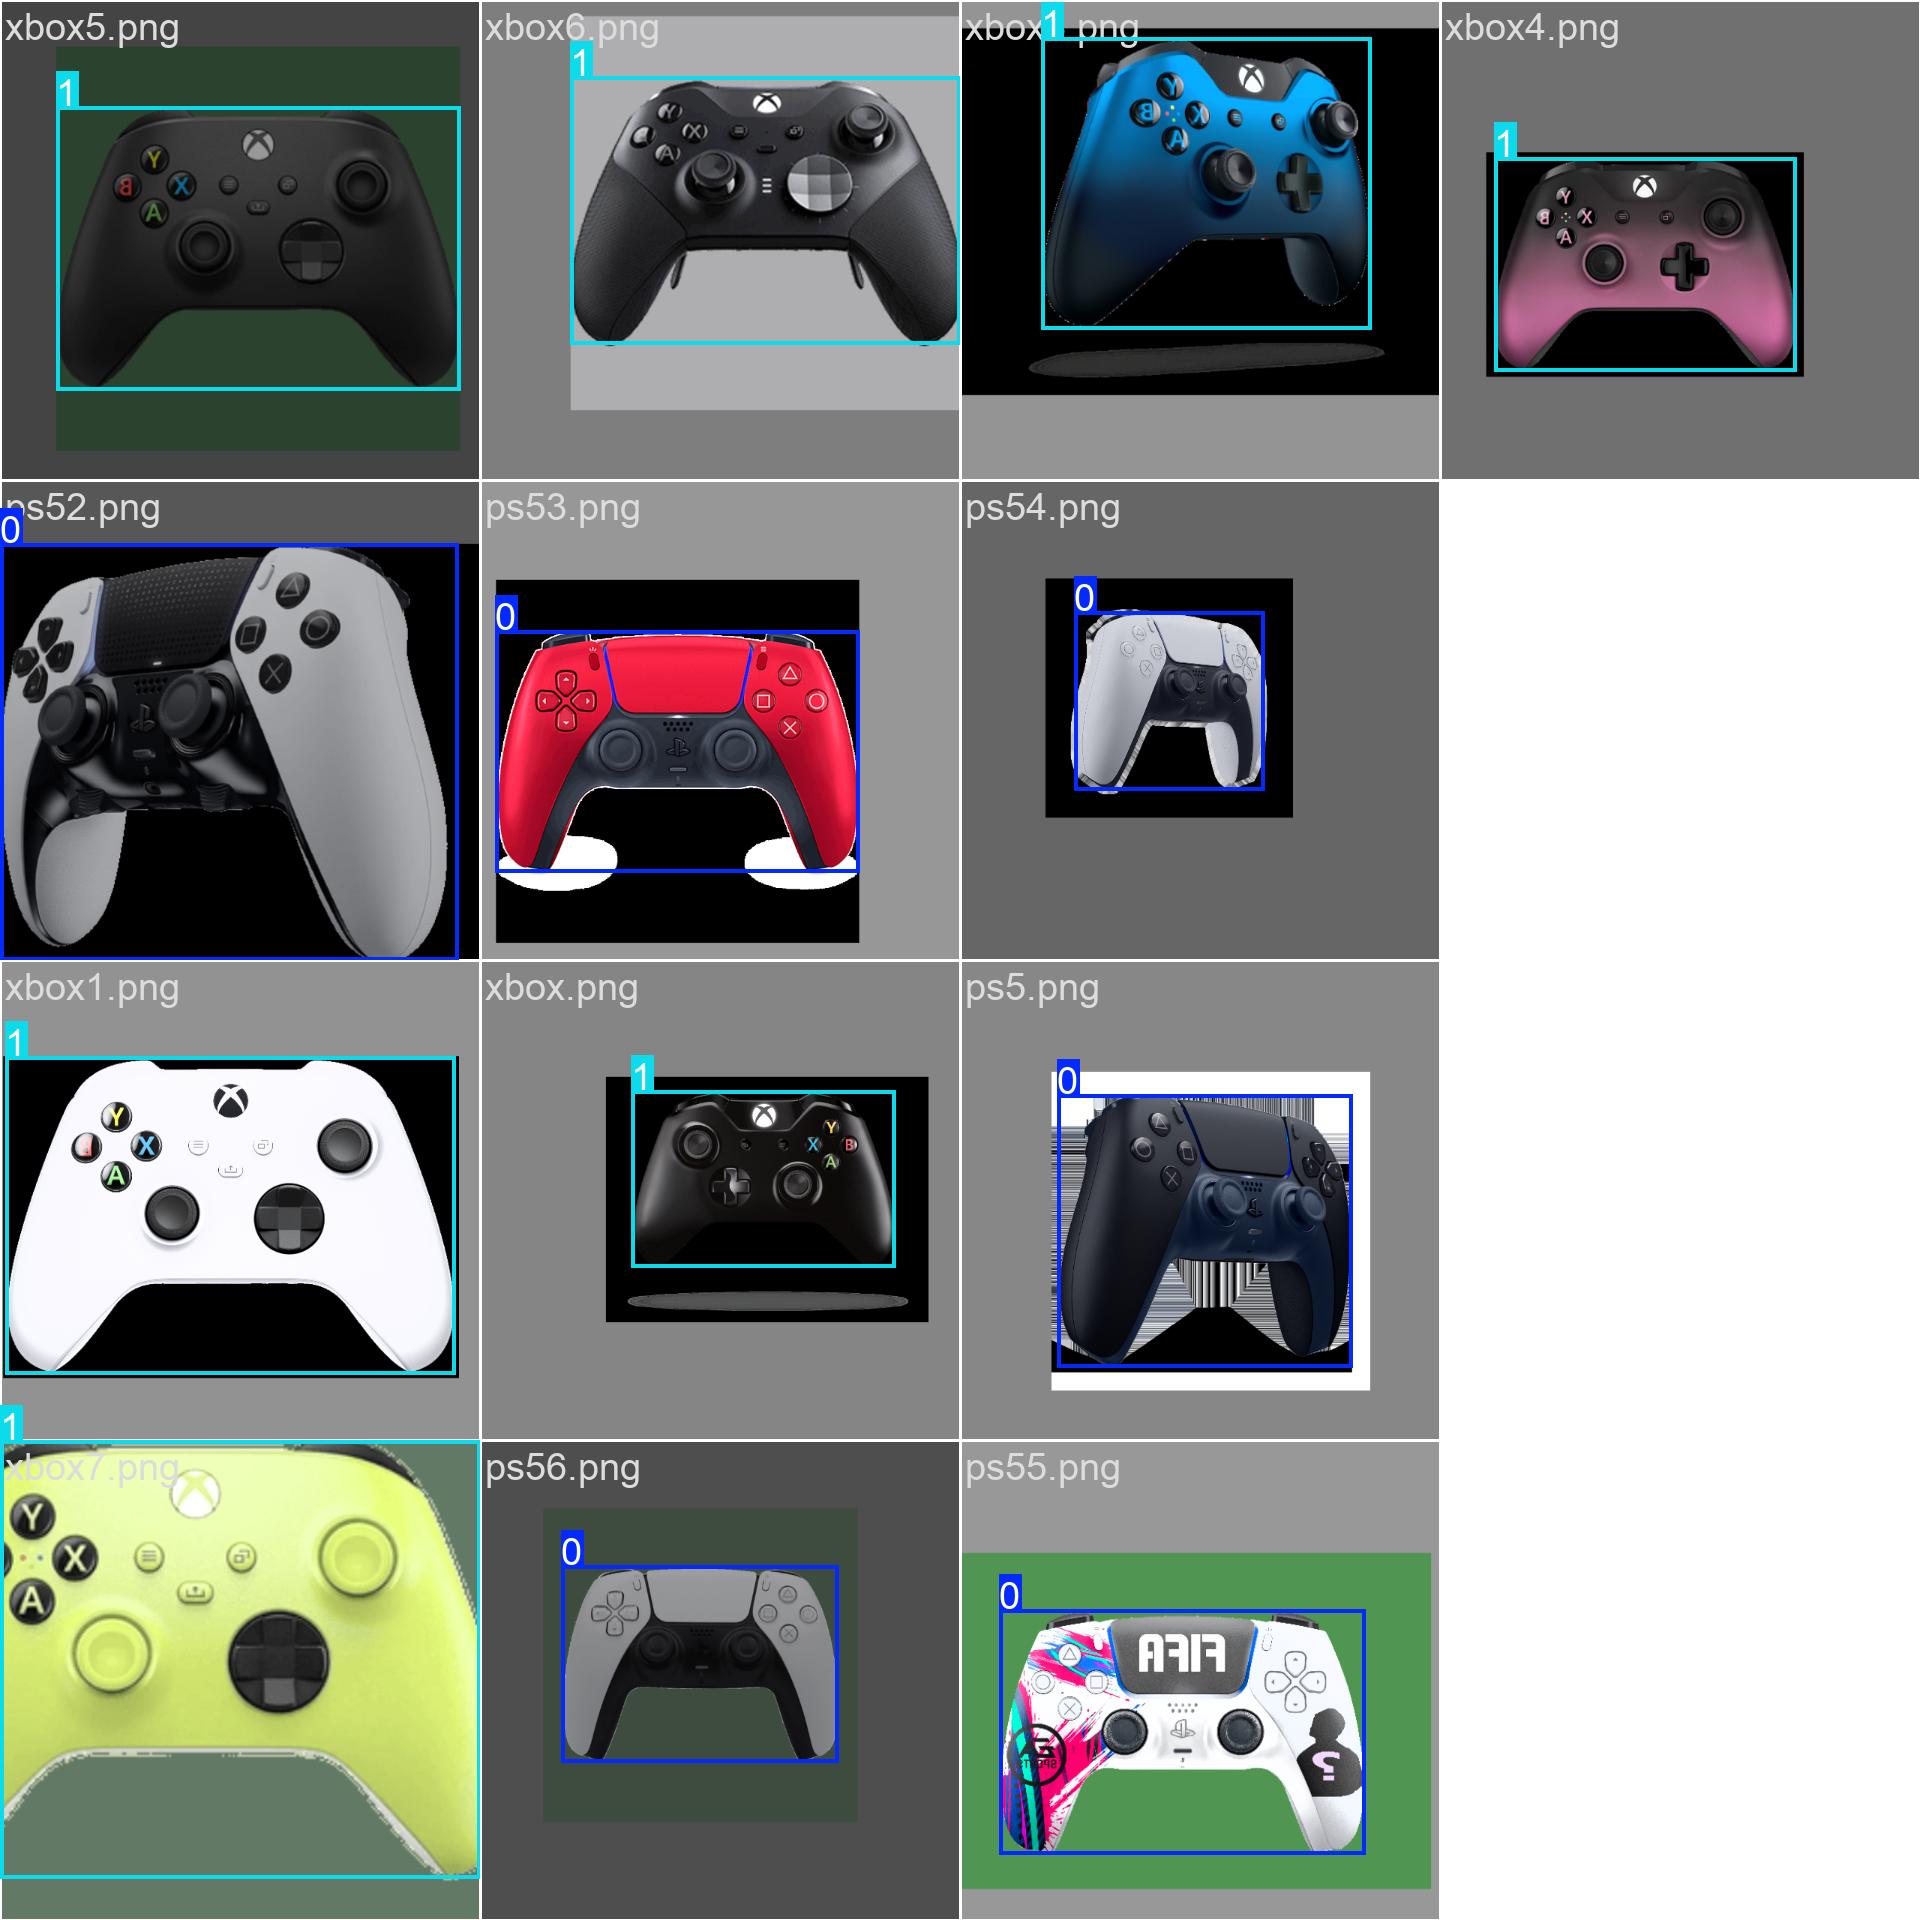 xbox5.png
1
Y
B
X
A
xbox6.png
1
Y
X
A
xbox
1
.png
Y
B
X
A
xbox4.png
1
Y
B
X
A
ps52.png
0
ps53.png
0
ps54.png
0
xbox1.png
1
Y
X
A
xbox.png
1
Y
X
B
A
ps5.png
0
1
xbox7.png
Y
X
A
ps56.png
0
ps55.png
0
FIFA
SPORTS
?